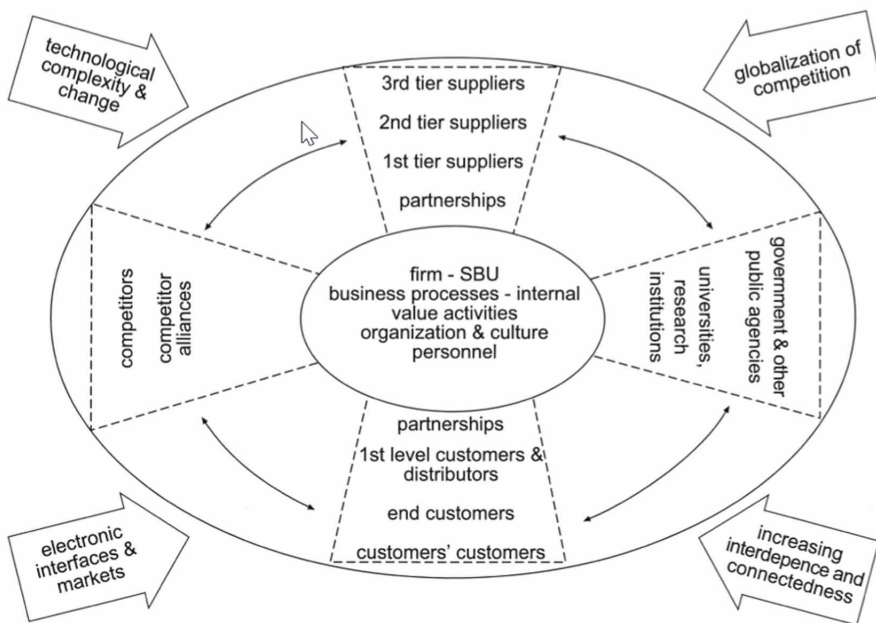 technological
complexity &
change
globalization of
competition
3rd tier suppliers
2nd tier suppliers
1st tier suppliers
partnerships
competitors
competitor
alliances
firm - SBU
business processes - internal
value activities
organization & culture
personnel
government & other
public agencies
universities,
research
institutions
partnerships
1st level customers &
distributors
end customers
customers' customers
electronic
interfaces &
markets
increasing
interdepence and
connectedness